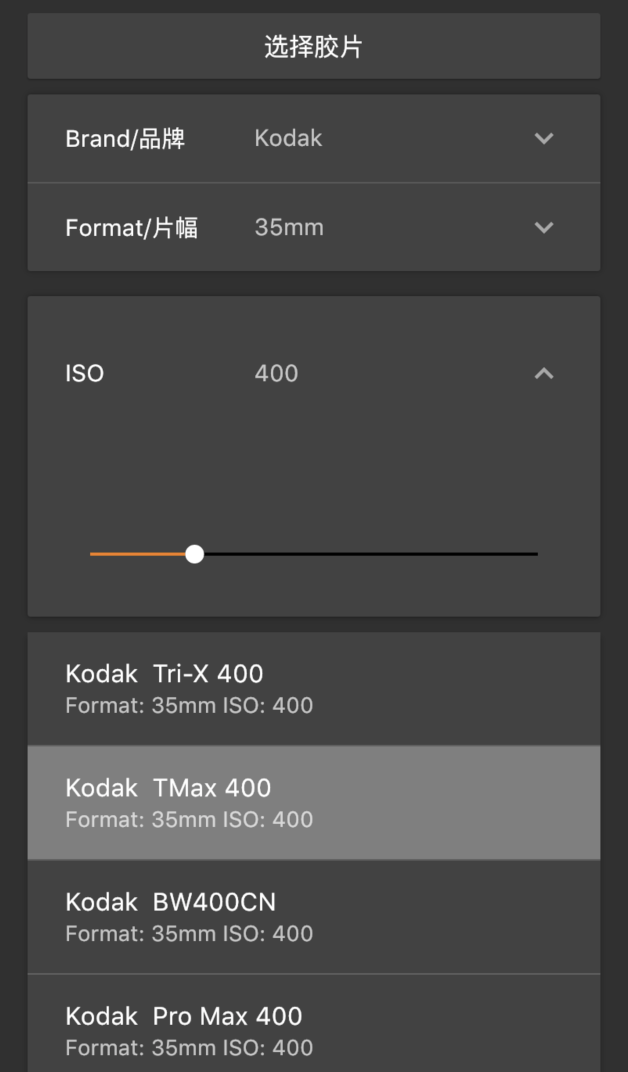 选择胶片
Brand/品牌 Kodak
Format/片幅 35mm
ISO 400
Kodak Tri-X 400
Format: 35mm ISO: 400
Kodak TMax 400
Format: 35mm ISO: 400
Kodak BW400CN
Format: 35mm ISO: 400
Kodak Pro Max 400
Format: 35mm ISO: 400